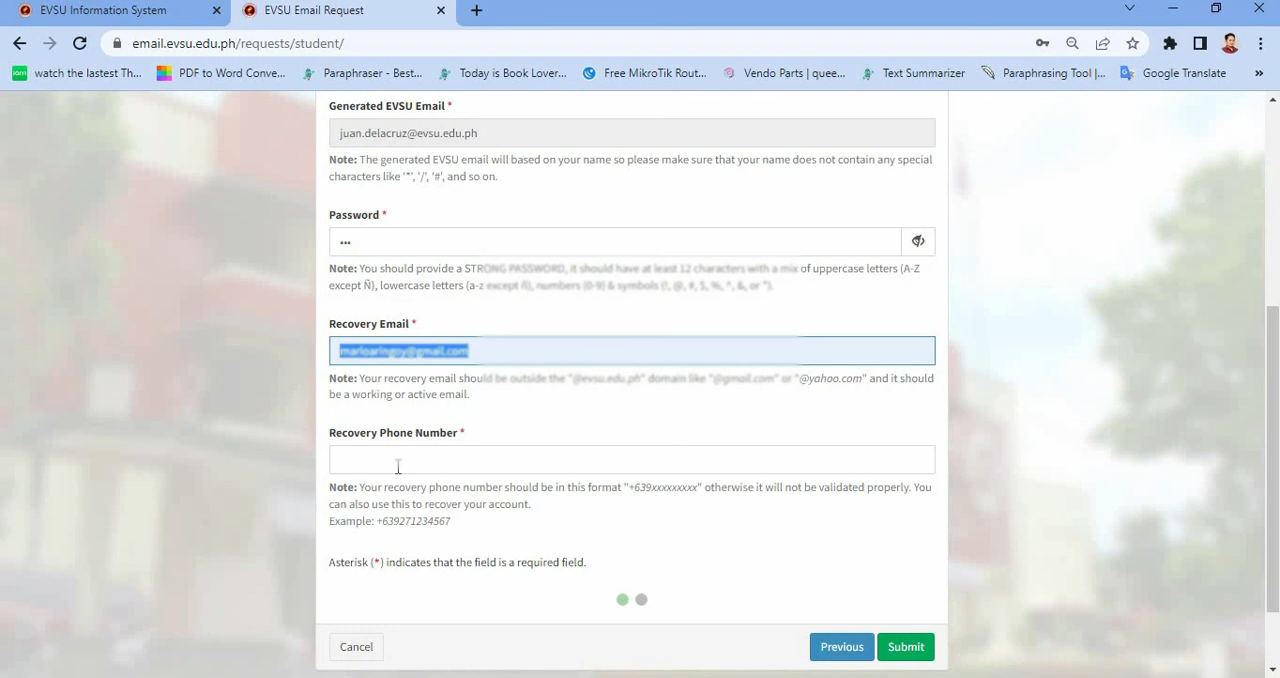 EVSU Information System
EVSU Email Request
email.evsu.edu.ph/requests/student/
watch the lastest Th... PDF to Word Conve... Paraphraser - Best... Today is Book Lover... Free MikroTik Rout... Vendo Parts | quee... Text Summarizer Paraphrasing Tool |... Google Translate »
Generated EVSU Email *
juan.delacruz@evsu.edu.ph
Note: The generated EVSU email will based on your name so please make sure that your name does not contain any special
characters like '*', '/', '#', and so on.
Password *
Note: You should provide a STRONG PASSWORD, it should have at least 12 characters with a mix of uppercase letters (A-Z
except Ñ), lowercase letters (a-z except ñ), numbers (0-9) & symbols (!, @, #, $, %, ^, &, or *).
Recovery Email *
Note: Your recovery email should be outside the "@evsu.edu.ph" domain like "@gmail.com" or "@yahoo.com" and it should
be a working or active email.
Recovery Phone Number *
Note: Your recovery phone number should be in this format "+639xxxxxxxxx" otherwise it will not be validated properly. You
can also use this to recover your account.
Example: +639271234567
Asterisk (*) indicates that the field is a required field.
Cancel
Previous
Submit